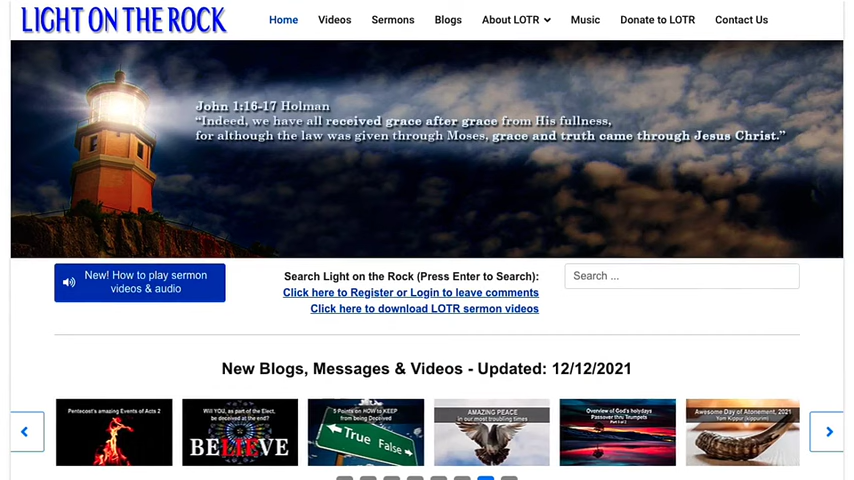 LIGHT ON THE ROCK
Home Videos Sermons Blogs About LOTR Music Donate to LOTR Contact Us
John 1:16-17 Holman
“Indeed, we have all received grace after grace from His fullness,
for although the law was given through Moses, grace and truth came through Jesus Christ.”
New! How to play sermon
videos & audio
Search Light on the Rock (Press Enter to Search):
Search ...
Click here to Register or Login to leave comments
Click here to download LOTR sermon videos
New Blogs, Messages & Videos - Updated: 12/12/2021
Pentecost's amazing Events of Acts 2
Will YOU, as part of the Elect,
be deceived at the end?
BELIEVE
5 Points on HOW to KEEP
from being Deceived
True False
AMAZING PEACE
in our most troubling times
Overview of God's holydays
Passover thru Trumpets
Part 1 of 2
Awesome Day of Atonement, 2021
Yom Kippur (kippurim)